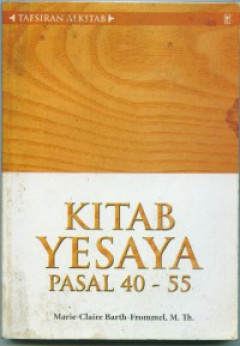 TAFSIRAN ALKITAB
KITAB
YESAYA
PASAL 40 - 55
Marie-Claire Barth-Frommel, M. Th.